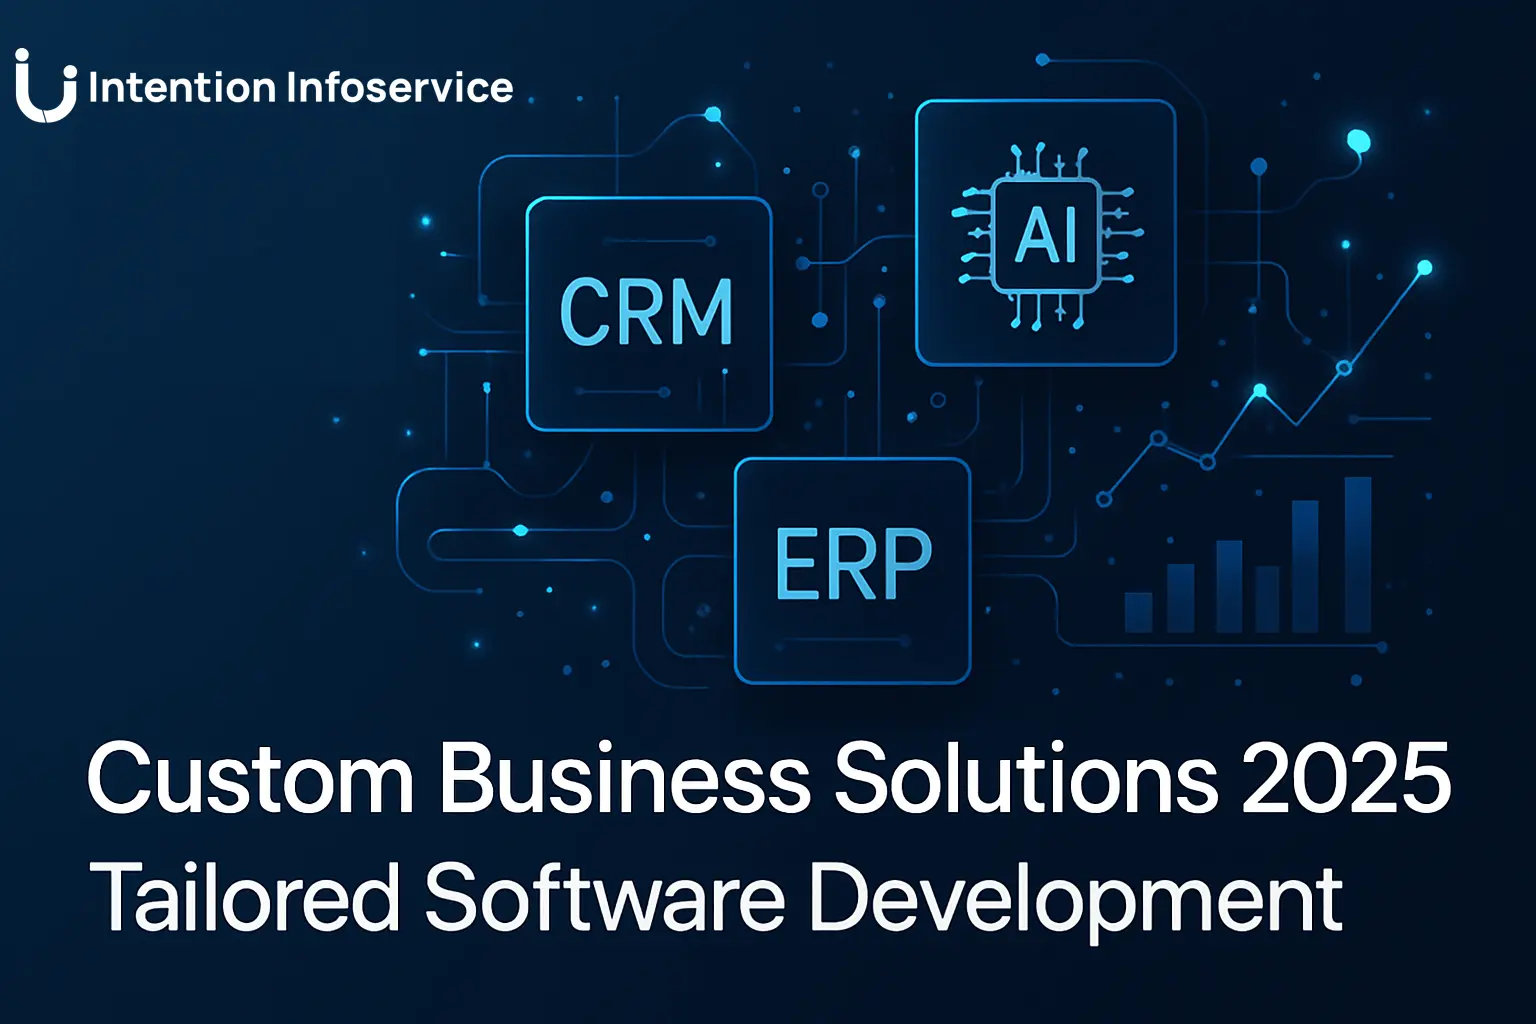 Intention Infoservice
CRM
AI
ERP
Custom Business Solutions 2025
Tailored Software Development